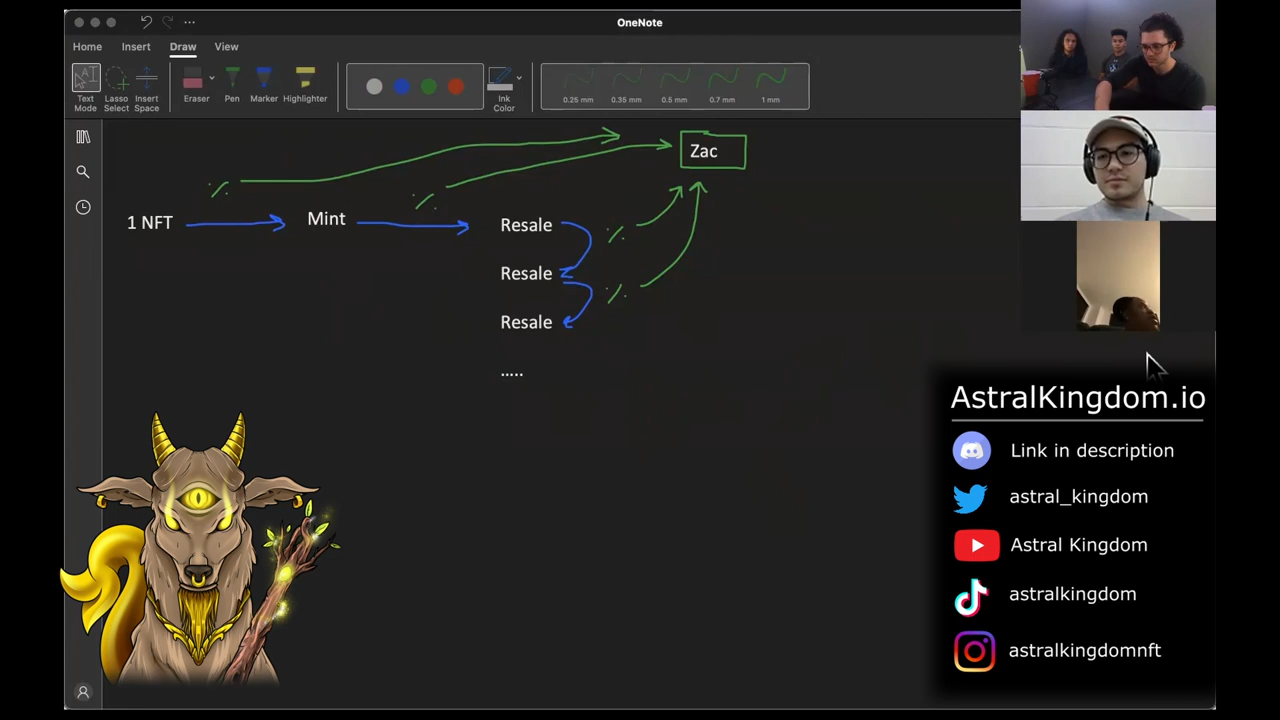 OneNote
Home Insert Draw View
Text Mode
Lasso Select
Insert Space
Eraser
Pen
Marker
Highlighter
Ink Color
0.25 mm
0.35 mm
0.5 mm
0.7 mm
1 mm
Zac
%
%
1 NFT
Mint
Resale
%
Resale
%
Resale
.....
AstralKingdom.io
Link in description
astral_kingdom
Astral Kingdom
astralkingdom
astralkingdomnft